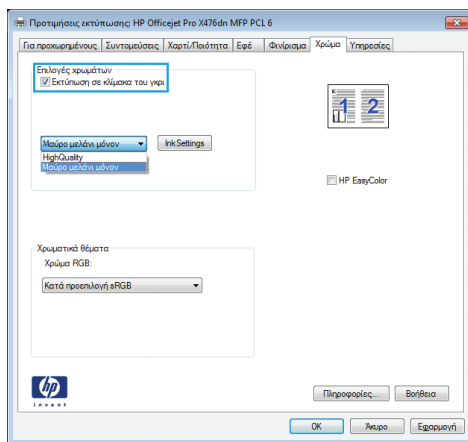 Προτιμήσεις εκτύπωσης: HP Officejet Pro X476dn MFP PCL 6
Για προχωρημένους Συντομεύσεις Χαρτί/Ποιότητα Εφέ Φινίρισμα Χρώμα Υπηρεσίες
Επιλογές χρωμάτων
Εκτύπωση σε κλίμακα του γκρι
1 2
Μαύρο μελάνι μόνον InkSettings
HighQuality
Μαύρο μελάνι μόνον
HP EasyColor
Χρωματικά θέματα
Χρώμα RGB:
Κατά προεπιλογή sRGB
hp
invent
Πληροφορίες... Βοήθεια
OK Άκυρο Εφαρμογή